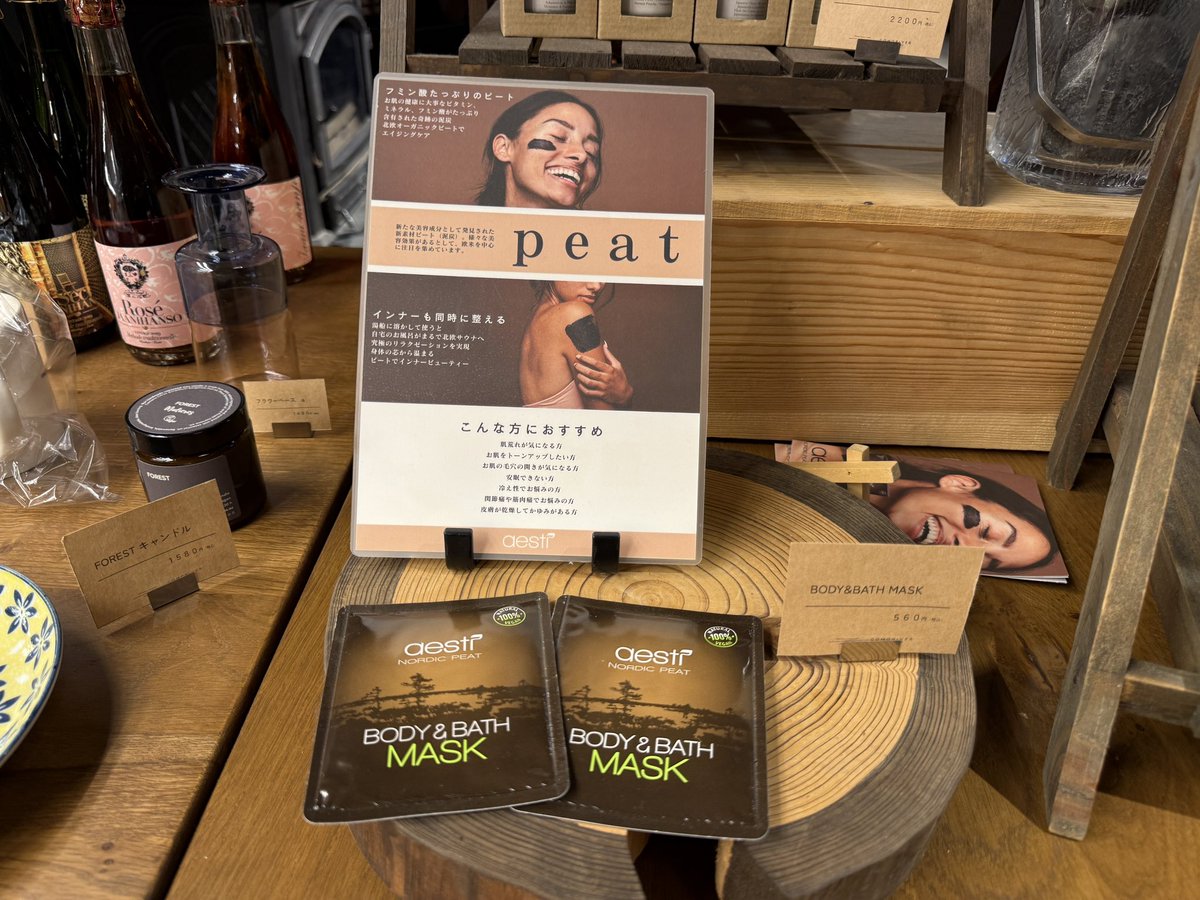 2200円(税込)
フミン酸たっぷりのピート
お肌の健康に大事なビタミン、
ミネラル、フミン酸がたっぷり
含有された奇跡の泥炭
北欧オーガニックピートで
エイジングケア
新たな美容成分として発見された
新素材ピート（泥炭）。様々な美
容効果があるとして、欧米を中心
に注目を集めています。
peat
インナーも同時に整える
湯船に溶かして使うと
自宅のお風呂がまるで北欧サウナへ
究極のリラクゼーションを実現
身体の芯から温まる
ピートでインナービューティー
こんな方におすすめ
肌荒れが気になる方
お肌をトーンアップしたい方
お肌の毛穴の開きが気になる方
安眠できない方
冷え性でお悩みの方
関節痛や筋肉痛でお悩みの方
皮膚が乾燥してかゆみがある方
aesti
Rosé
フラワーベース
FOREST
Natures
FOREST
FOREST キャンドル
1580円(税込)
BODY&BATH MASK
560円(税込)
NATURAL
100%
VEGAN
aesti
NORDIC PEAT
BODY & BATH
MASK
NATURAL
100%
VEGAN
aesti
NORDIC PEAT
BODY & BATH
MASK